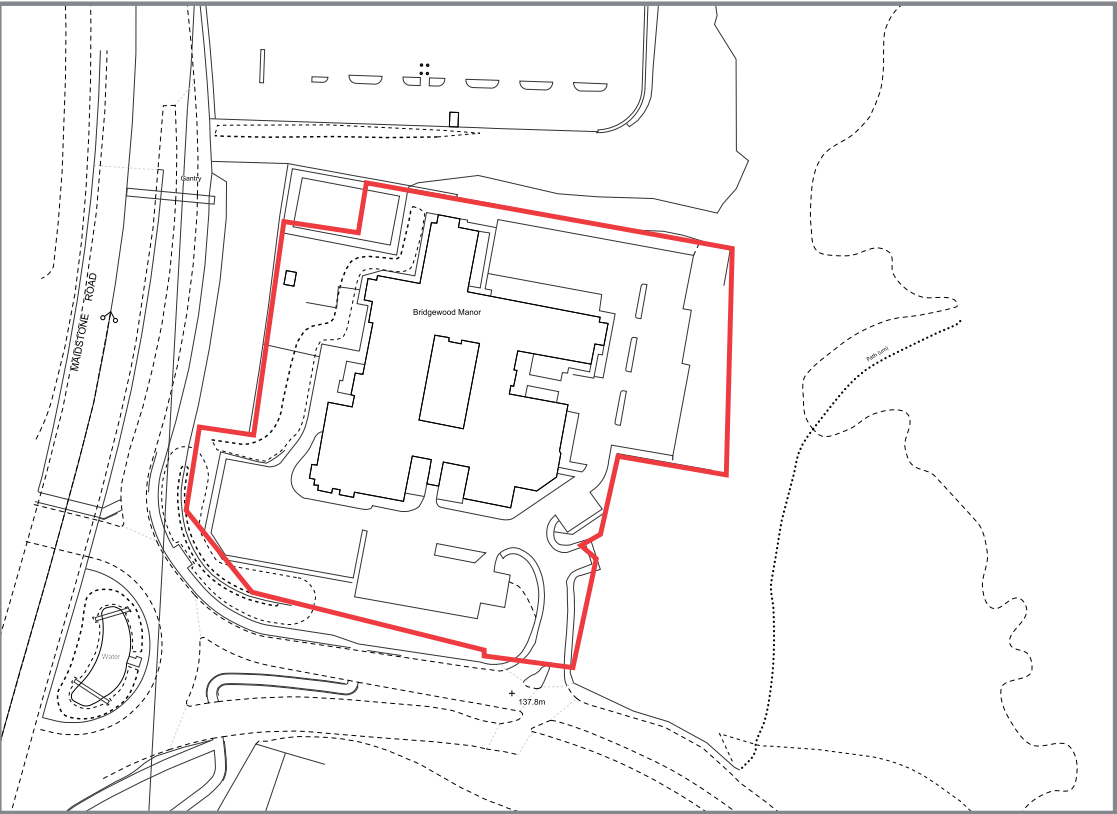 Gantry
MAIDSTONE ROAD
Bridgewood Manor
Path (um)
Water
137.8m